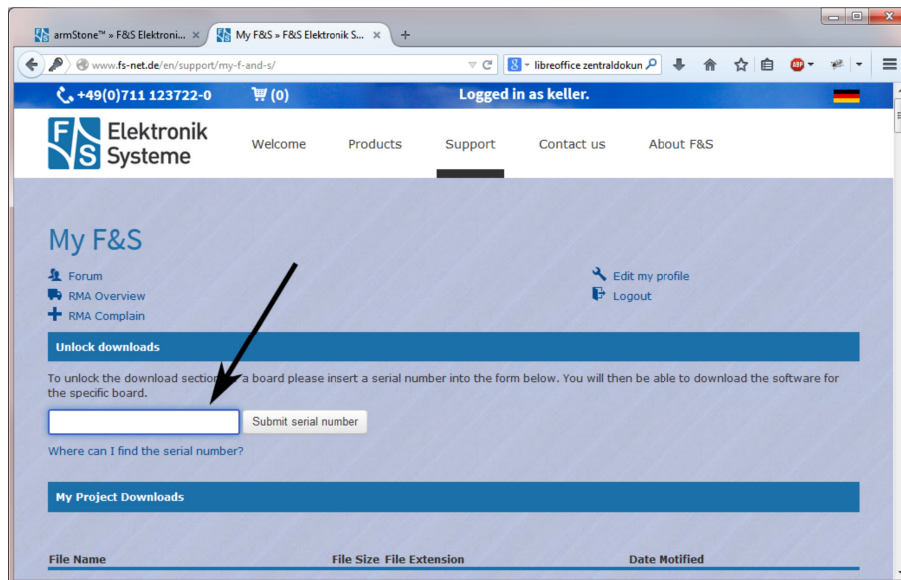 armStone™ » F&S Elektroni...
My F&S » F&S Elektronik S...
www.fs-net.de/en/support/my-f-and-s/
8
libreoffice zentraldokun
ABP
+49(0)711 123722-0
(0)
Logged in as keller.
F
S
Elektronik
Systeme
Welcome
Products
Support
Contact us
About F&S
My F&S
Forum
Edit my profile
RMA Overview
Logout
RMA Complain
Unlock downloads
To unlock the download section a board please insert a serial number into the form below. You will then be able to download the software for
the specific board.
Submit serial number
Where can I find the serial number?
My Project Downloads
File Name
File Size
File Extension
Date Motified